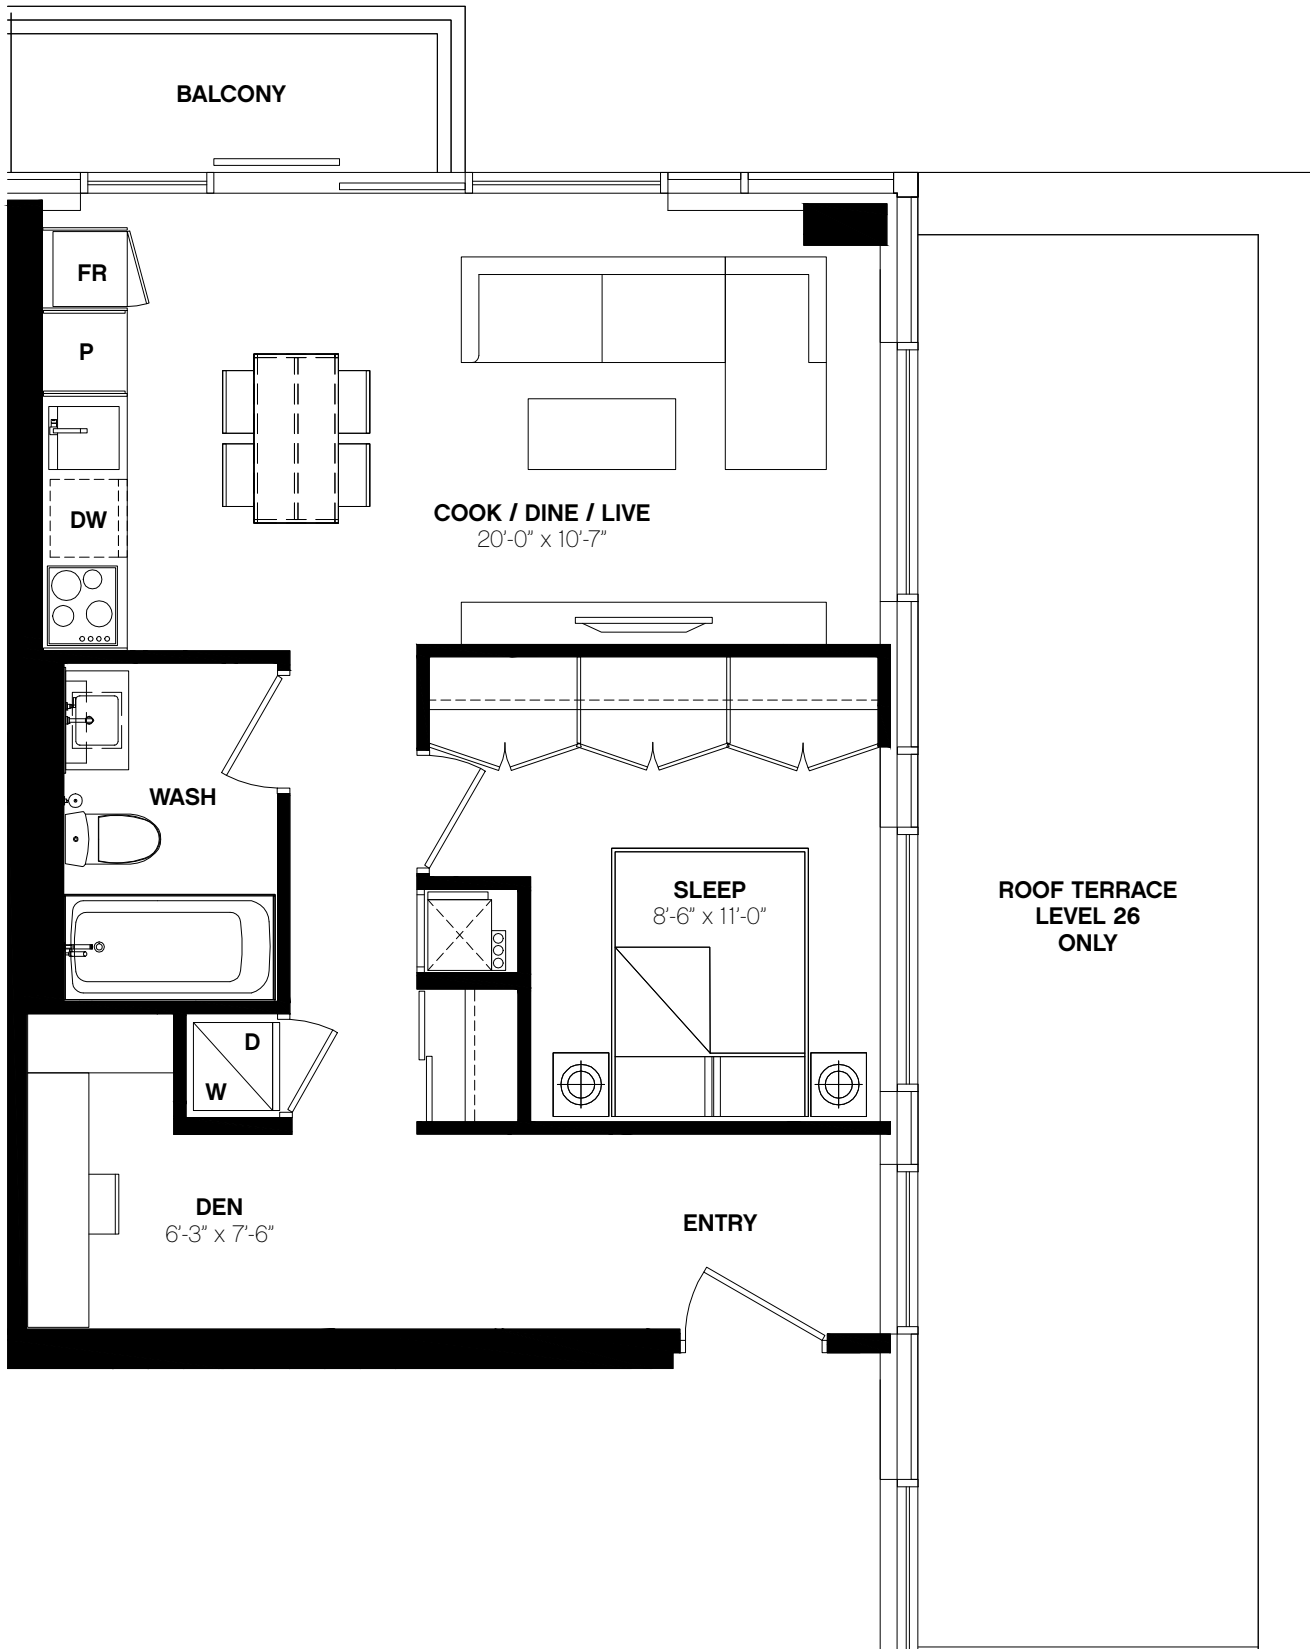 BALCONY
FR
P
DW
COOK / DINE / LIVE
20'-0" x 10'-7"
WASH
SLEEP
8'-6" x 11'-0"
ROOF TERRACE
LEVEL 26
ONLY
D
W
DEN
6'-3" x 7'-6"
ENTRY